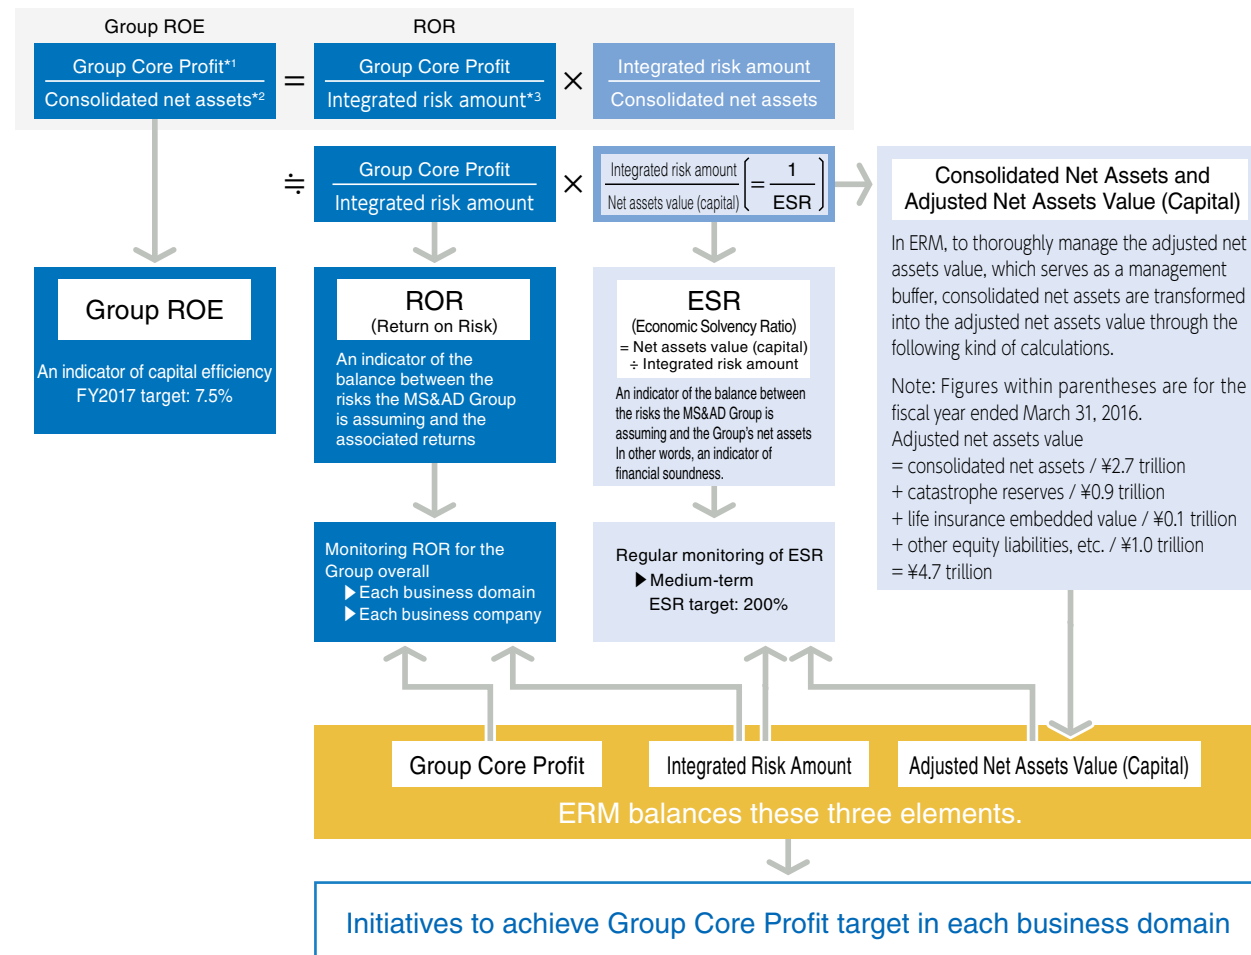 Group ROE
ROR
Group Core Profit*1
Consolidated net assets*2
=
Group Core Profit
Integrated risk amount*3
×
Integrated risk amount
Consolidated net assets
≒
Group Core Profit
Integrated risk amount
×
Integrated risk amount
Net assets value (capital)
( = 1
ESR )
Group ROE
An indicator of capital efficiency
FY2017 target: 7.5%
ROR
(Return on Risk)
An indicator of the
balance between the
risks the MS&AD Group
is assuming and the
associated returns
ESR
(Economic Solvency Ratio)
= Net assets value (capital)
÷ Integrated risk amount
An indicator of the balance between
the risks the MS&AD Group is
assuming and the Group's net assets
In other words, an indicator of
financial soundness.
Consolidated Net Assets and
Adjusted Net Assets Value (Capital)
In ERM, to thoroughly manage the adjusted net
assets value, which serves as a management
buffer, consolidated net assets are transformed
into the adjusted net assets value through the
following kind of calculations.
Note: Figures within parentheses are for the
fiscal year ended March 31, 2016.
Adjusted net assets value
= consolidated net assets / ¥2.7 trillion
+ catastrophe reserves / ¥0.9 trillion
+ life insurance embedded value / ¥0.1 trillion
+ other equity liabilities, etc. / ¥1.0 trillion
= ¥4.7 trillion
Monitoring ROR for the
Group overall
▶Each business domain
▶Each business company
Regular monitoring of ESR
▶Medium-term
ESR target: 200%
Group Core Profit
Integrated Risk Amount
Adjusted Net Assets Value (Capital)
ERM balances these three elements.
Initiatives to achieve Group Core Profit target in each business domain